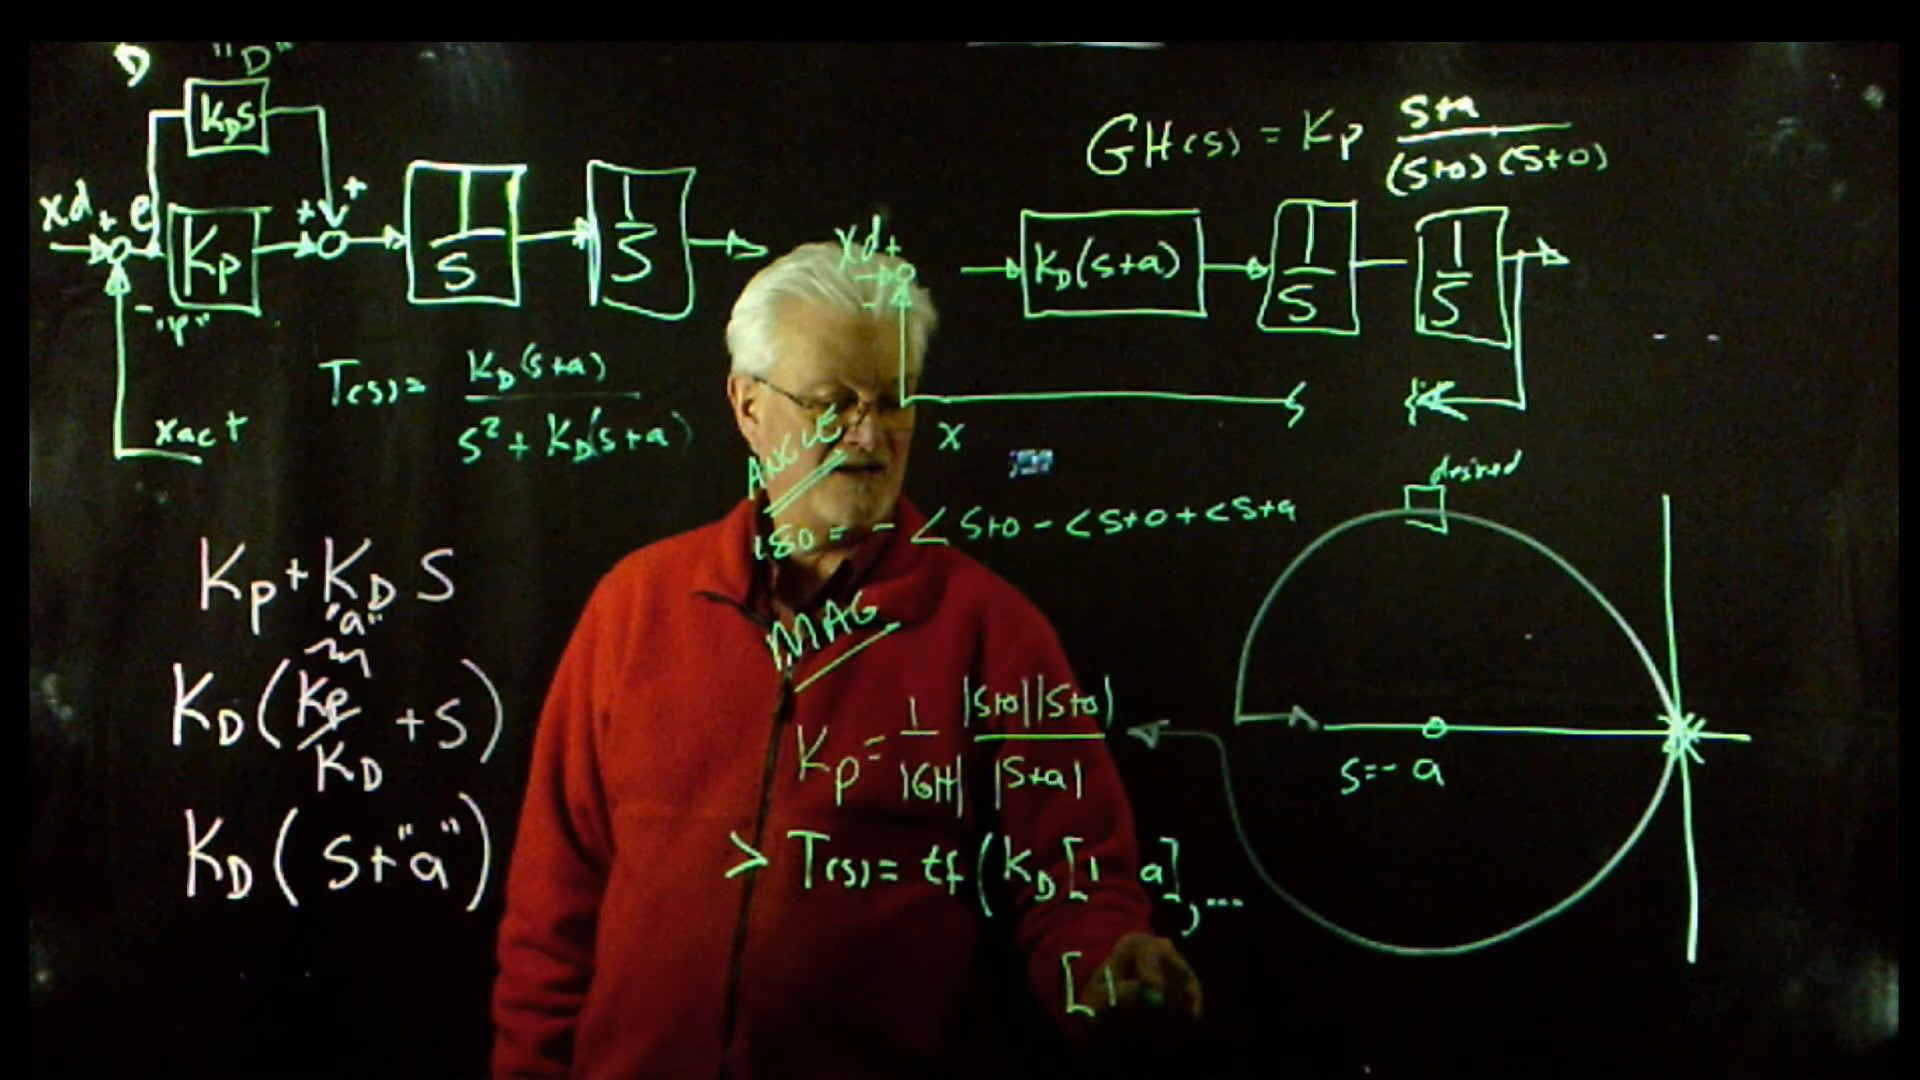 D "D"
KDS
xd + e + +
Kp
1/S
1/S
- "P"
xact
T(s) = KD(s+a) / S² + KD(s+a)
Kp + KD S
"a"
KD (Kp/KD + S)
KD (S + "a")
GH(s) = Kp S+a / (S+0)(S+0)
xd + -
KD(s+a)
1/S
1/S
x
ANGLE
180 = - ∠S+0 - ∠S+0 + ∠S+a
MAG
Kp = 1/|GH| |S+0||S+0| / |S+a|
> T(s) = tf (KD [1 a], ...
[1
desired
S = - a